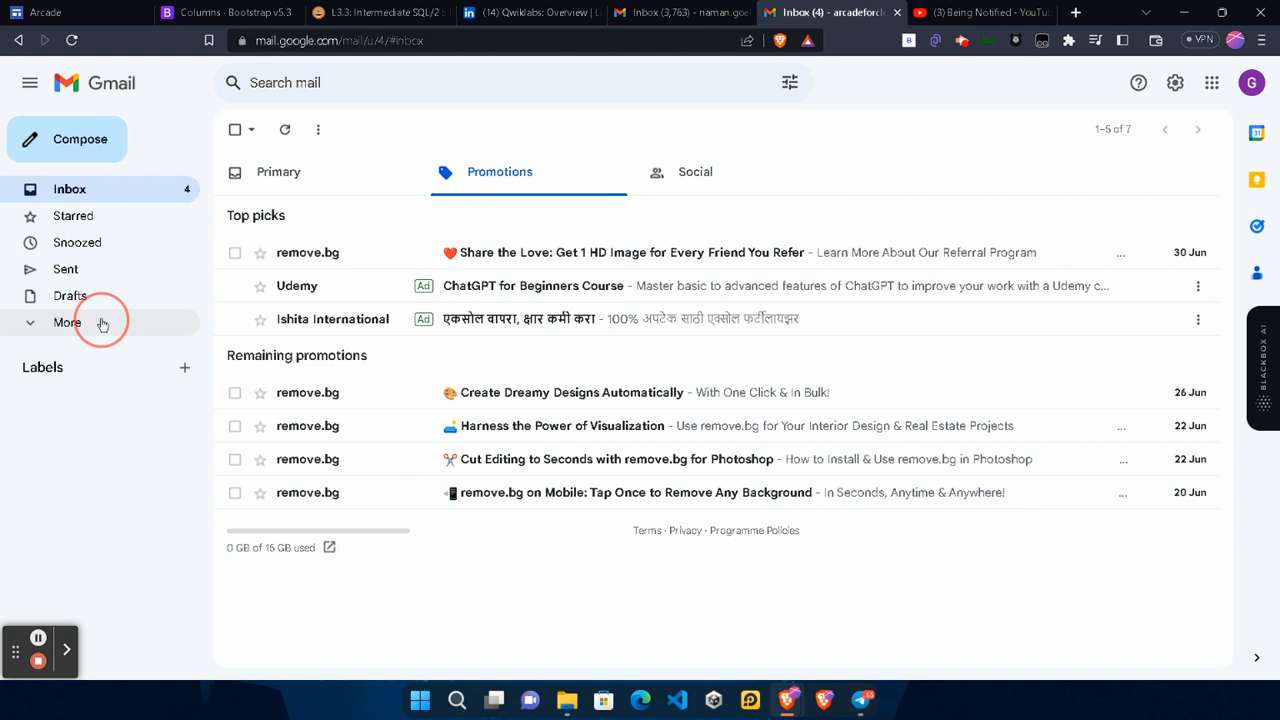 Arcade
Columns · Bootstrap v5.3
L3.3: Intermediate SQL/2 :
(14) Qwiklabs: Overview | L
Inbox (3,763) - naman.goe
Inbox (4) - arcadeforcl
(3) Being Notified - YouTu
mail.google.com/mail/u/4/#inbox
VPN
Gmail
Search mail
G
Compose
1–5 of 7
Primary
Promotions
Social
Inbox 4
Starred
Snoozed
Sent
Drafts
More
Labels
Top picks
remove.bg ❤️ Share the Love: Get 1 HD Image for Every Friend You Refer - Learn More About Our Referral Program ... 30 Jun
Udemy Ad ChatGPT for Beginners Course - Master basic to advanced features of ChatGPT to improve your work with a Udemy c...
Ishita International Ad एकसोल वापरा, क्षार कमी करा - 100% अपटेक साठी एक्सोल फर्टीलायझर
Remaining promotions
remove.bg 🎨 Create Dreamy Designs Automatically - With One Click & In Bulk! 26 Jun
remove.bg 🛋️ Harness the Power of Visualization - Use remove.bg for Your Interior Design & Real Estate Projects ... 22 Jun
remove.bg ✂️ Cut Editing to Seconds with remove.bg for Photoshop - How to Install & Use remove.bg in Photoshop ... 22 Jun
remove.bg 📲 remove.bg on Mobile: Tap Once to Remove Any Background - In Seconds, Anytime & Anywhere! ... 20 Jun
Terms · Privacy · Programme Policies
0 GB of 15 GB used
BLACKBOX AI